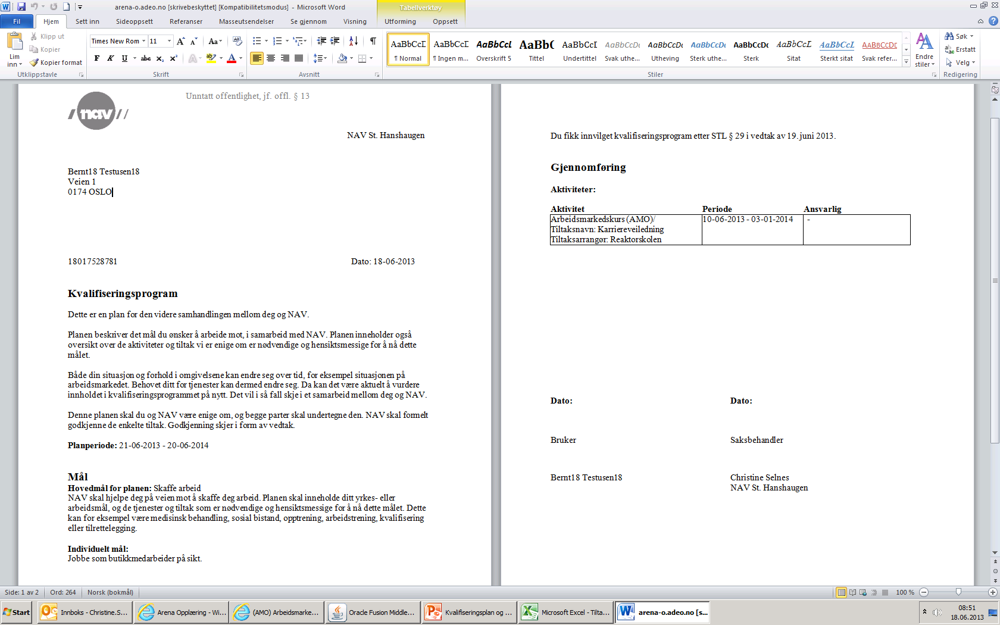 arena-o.adeo.no [skrivebeskyttet] [Kompatibilitetsmodus] - Microsoft Word
Tabellverktøy
Fil Hjem Sett inn Sideoppsett Referanser Masseutsendelser Se gjennom Visning Utforming Oppsett
Lim inn
Klipp ut
Kopier
Kopier format
Utklippstavle
Times New Rom 11
Skrift
Avsnitt
AaBbCcD AaBbCcDc AaBbCcL AaBbC AaBbCcI AaBbCcDc AaBbCcDc AaBbCcDc AaBbCcDc AaBbCcD AaBbCcL AaBbCcDI
¶ Normal ¶ Ingen m... Overskrift 5 Tittel Undertittel Svak uthe... Utheving Sterk uthe... Sterk Sitat Sterkt sitat Svak refer...
Stiler
Endre stiler
Søk
Erstatt
Velg
Redigering
Unntatt offentlighet, jf. offl. § 13
nav
NAV St. Hanshaugen
Bernt18 Testusen18
Veien 1
0174 OSLO
18017528781 Dato: 18-06-2013
Kvalifiseringsprogram
Dette er en plan for den videre samhandlingen mellom deg og NAV.
Planen beskriver det mål du ønsker å arbeide mot, i samarbeid med NAV. Planen inneholder også
oversikt over de aktiviteter og tiltak vi er enige om er nødvendige og hensiktsmessige for å nå dette
målet.
Både din situasjon og forhold i omgivelsene kan endre seg over tid, for eksempel situasjonen på
arbeidsmarkedet. Behovet ditt for tjenester kan dermed endre seg. Da kan det være aktuelt å vurdere
innholdet i kvalifiseringsprogrammet på nytt. Det vil i så fall skje i et samarbeid mellom deg og NAV.
Denne planen skal du og NAV være enige om, og begge parter skal undertegne den. NAV skal formelt
godkjenne de enkelte tiltak. Godkjenning skjer i form av vedtak.
Planperiode: 21-06-2013 - 20-06-2014
Mål
Hovedmål for planen: Skaffe arbeid
NAV skal hjelpe deg på veien mot å skaffe deg arbeid. Planen skal inneholde ditt yrkes- eller
arbeidsmål, og de tjenester og tiltak som er nødvendige og hensiktsmessige for å nå dette målet. Dette
kan for eksempel være medisinsk behandling, sosial bistand, opptrening, arbeidstrening, kvalifisering
eller tilrettelegging.
Individuelt mål:
Jobbe som butikkmedarbeider på sikt.
Du fikk innvilget kvalifiseringsprogram etter STL § 29 i vedtak av 19. juni 2013.
Gjennomføring
Aktiviteter:
Aktivitet Periode Ansvarlig
Arbeidsmarkedskurs (AMO)/ 10-06-2013 - 03-01-2014 -
Tiltaksnavn: Karriereveiledning
Tiltaksarrangør: Reaktorskolen
Dato: Dato:
Bruker Saksbehandler
Bernt18 Testusen18 Christine Selnes
NAV St. Hanshaugen
Side: 1 av 2 Ord: 264 Norsk (bokmål) 100 %
Start Innboks - Christine.S... Arena Opplæring - Wi... (AMO) Arbeidsmarke... Oracle Fusion Middle... Kvalifiseringsplan og ... Microsoft Excel - Tilta... arena-o.adeo.no [s...
08:51
18.06.2013